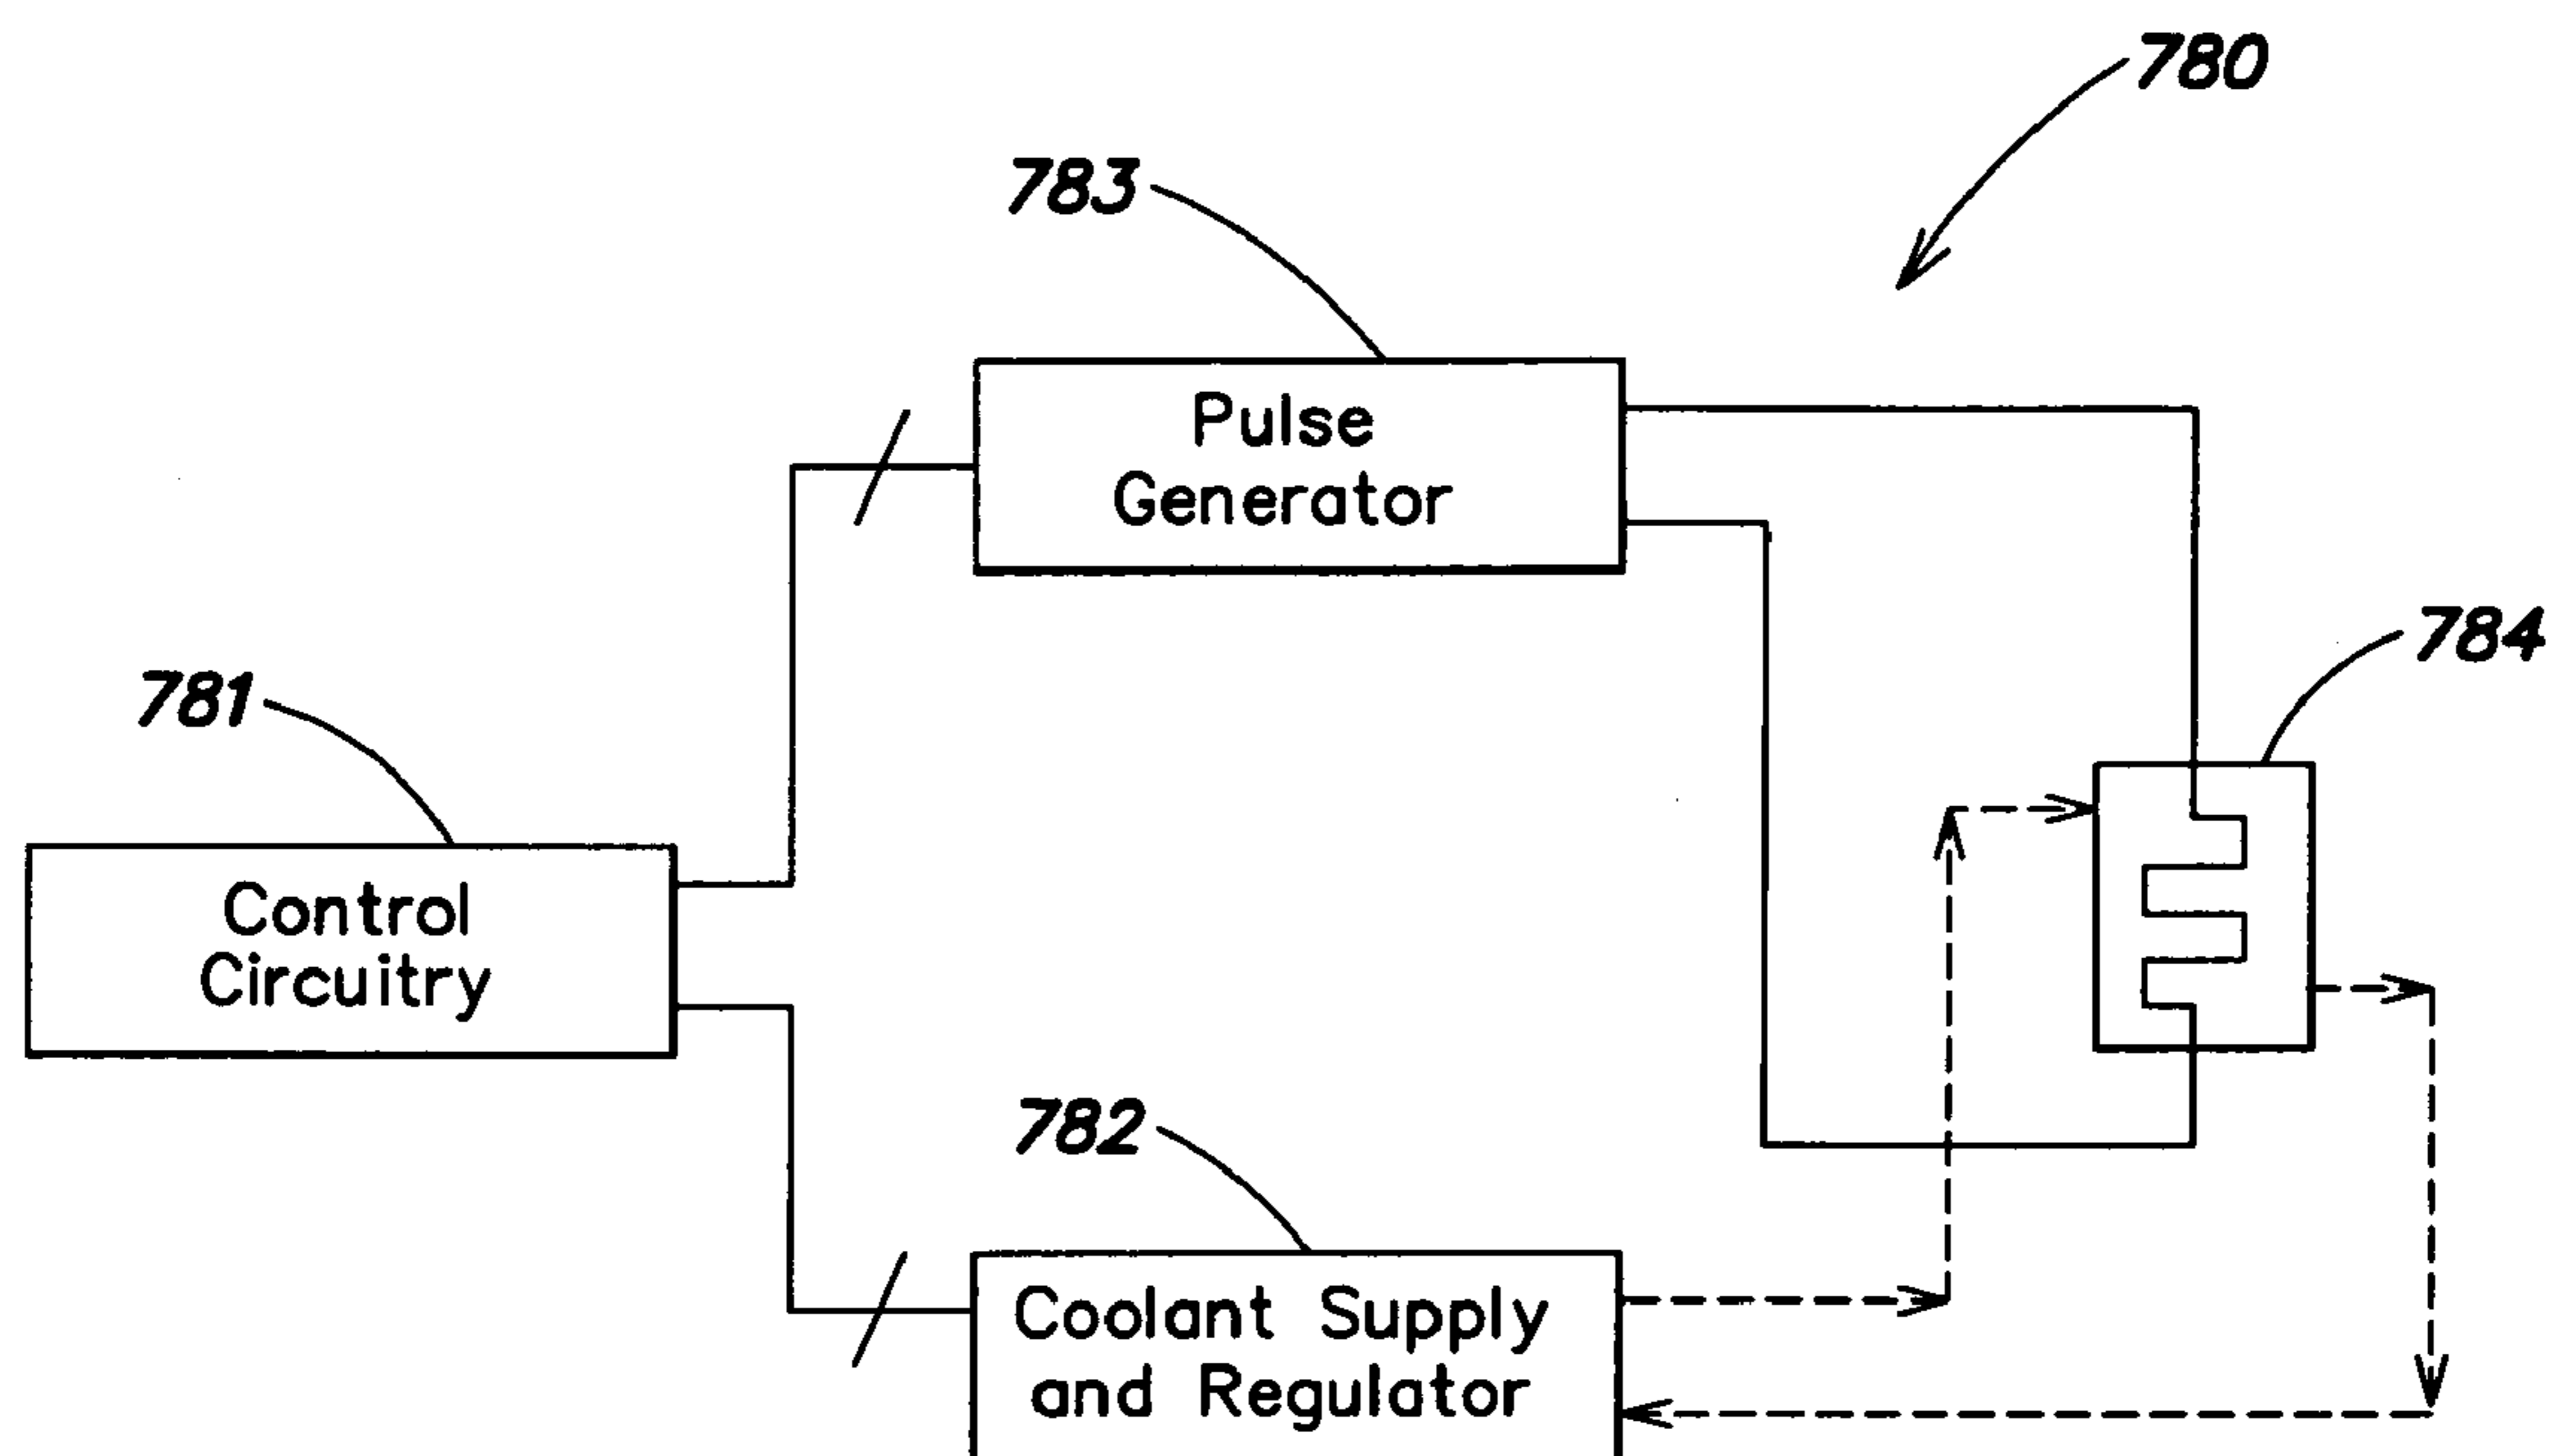 780
783
Pulse
Generator
784
781
Control
Circuitry
782
Coolant Supply
and Regulator